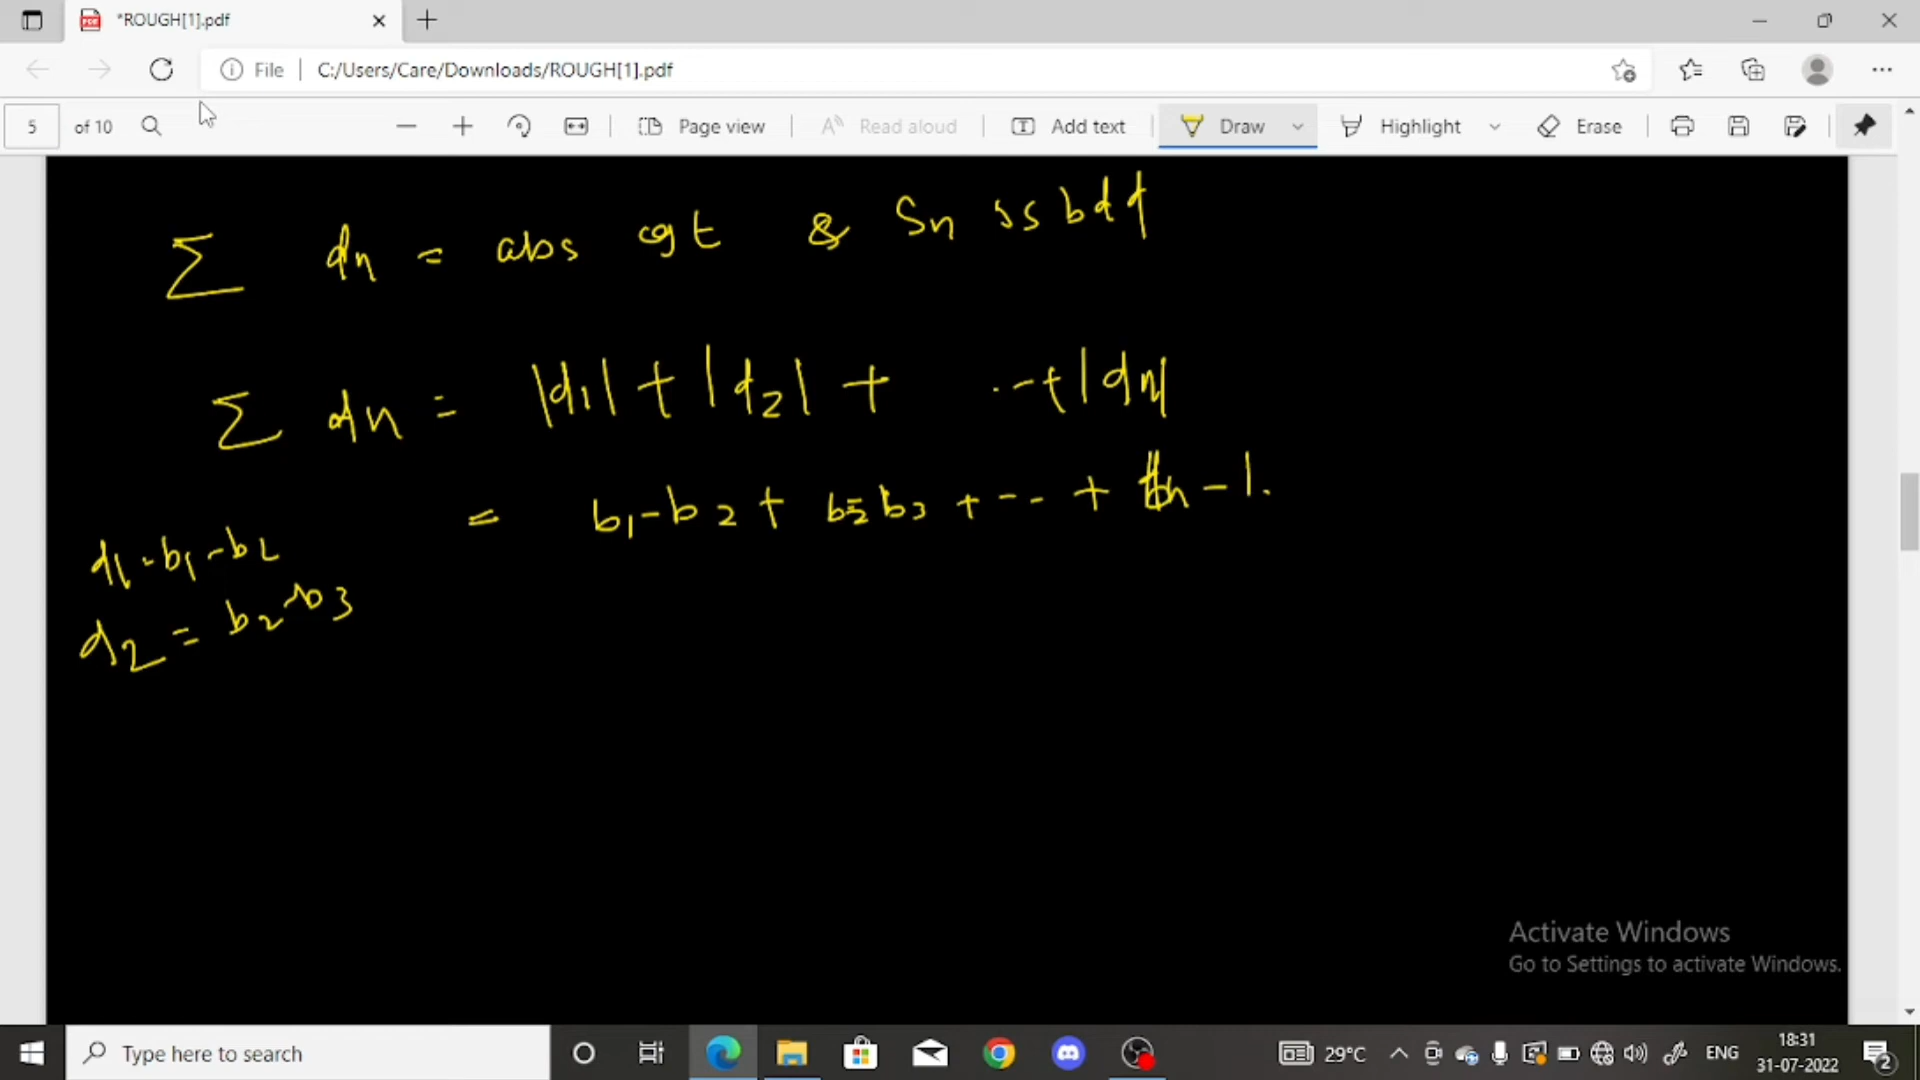 *ROUGH[1].pdf
File C:/Users/Care/Downloads/ROUGH[1].pdf
5 of 10 Page view Read aloud Add text Draw Highlight Erase
Σ dn = abs cgt & Sn is bdd
Σ dn = |d1| + |d2| + ... + |dn|
= b1-b2 + b2-b3 + --- + bn - 1.
d1 = b1-b2
d2 = b2-b3
Activate Windows
Go to Settings to activate Windows.
Type here to search 29°C ENG 18:31
31-07-2022 2